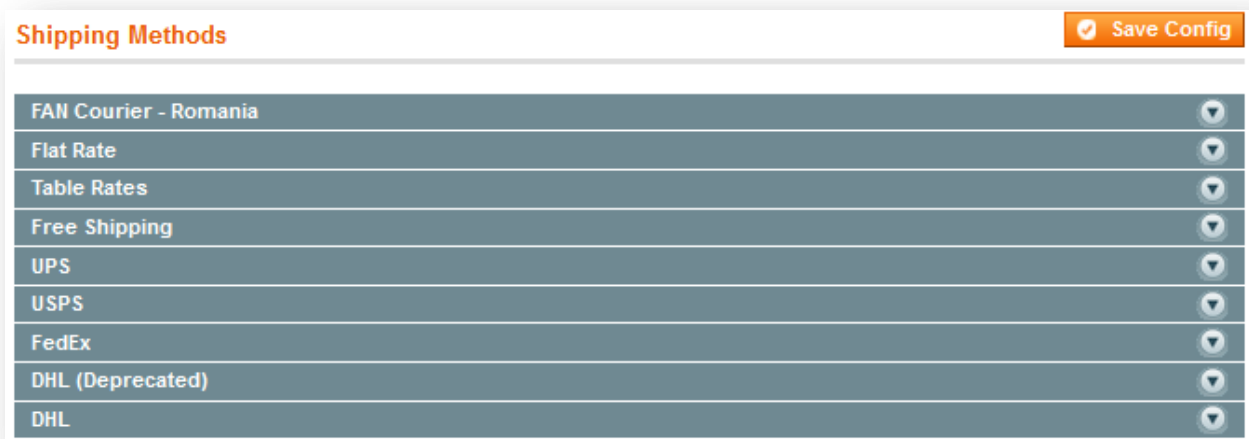 Shipping Methods
Save Config
FAN Courier - Romania
Flat Rate
Table Rates
Free Shipping
UPS
USPS
FedEx
DHL (Deprecated)
DHL